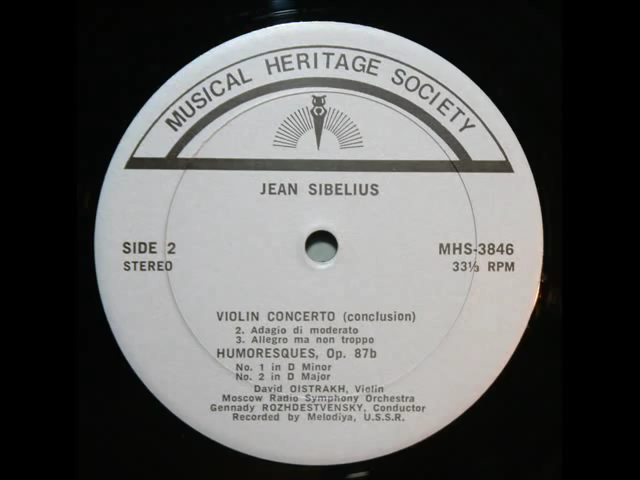 MUSICAL HERITAGE SOCIETY
JEAN SIBELIUS
SIDE 2
STEREO
MHS-3846
33⅓ RPM
VIOLIN CONCERTO (conclusion)
2. Adagio di moderato
3. Allegro ma non troppo
HUMORESQUES, Op. 87b
No. 1 in D Minor
No. 2 in D Major
David OISTRAKH, Violin
Moscow Radio Symphony Orchestra
Gennady ROZHDESTVENSKY, Conductor
Recorded by Melodiya, U.S.S.R.